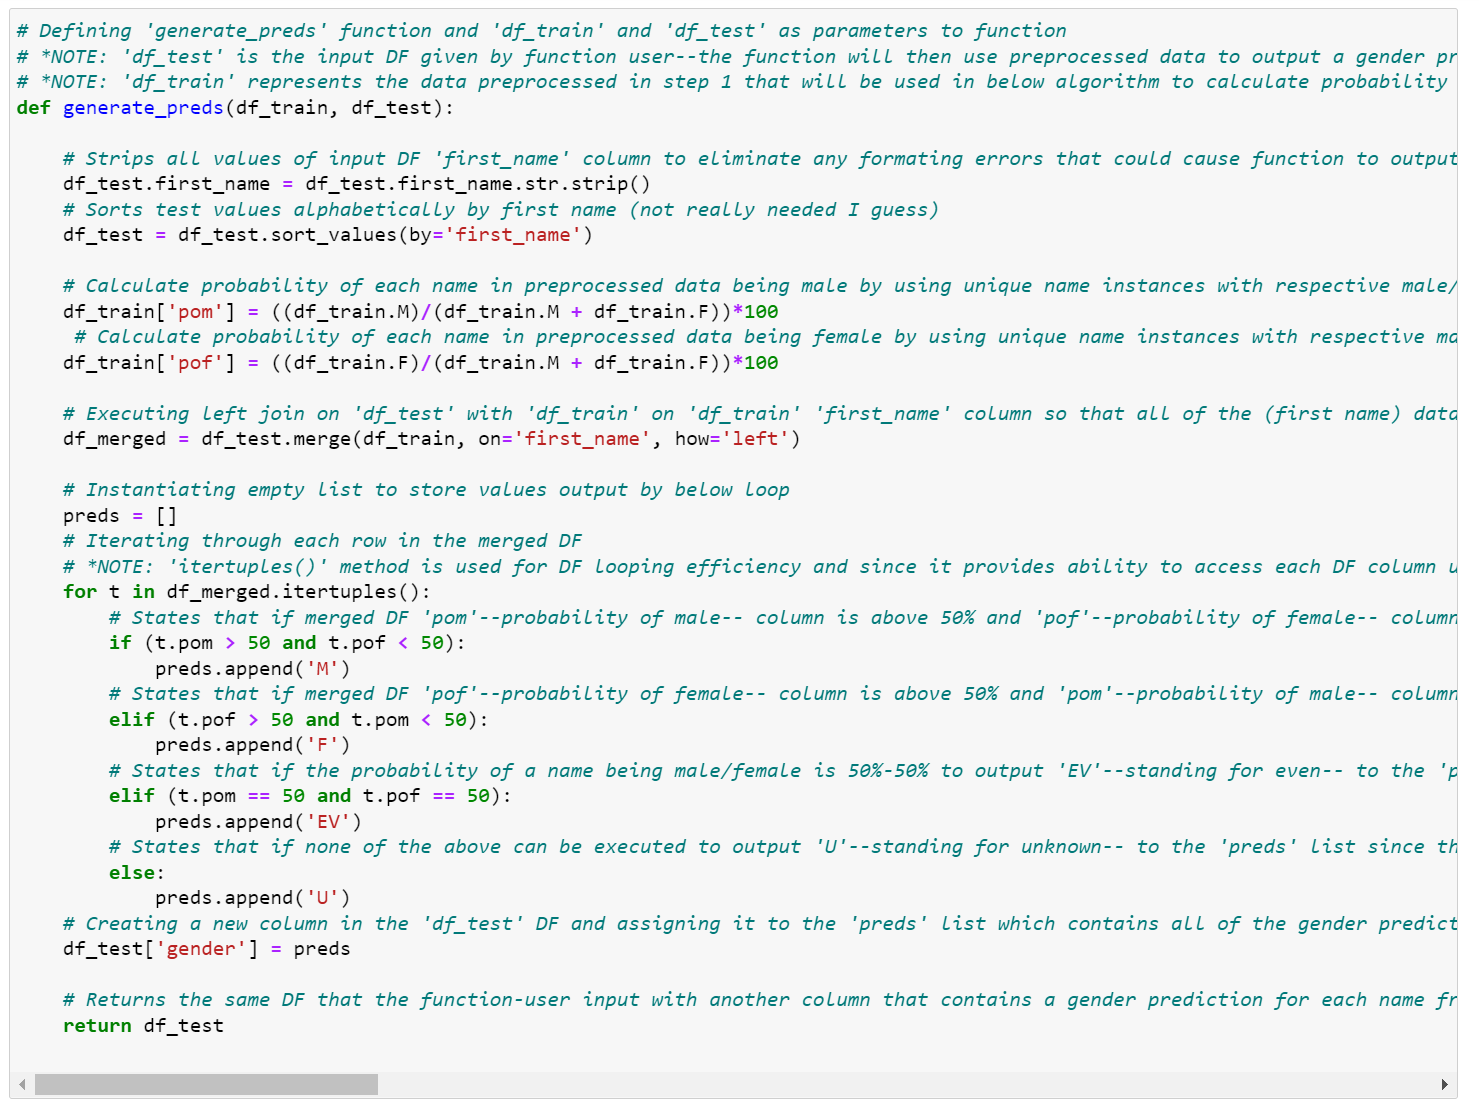 # Defining 'generate_preds' function and 'df_train' and 'df_test' as parameters to function
# *NOTE: 'df_test' is the input DF given by function user--the function will then use preprocessed data to output a gender pr
# *NOTE: 'df_train' represents the data preprocessed in step 1 that will be used in below algorithm to calculate probability
def generate_preds(df_train, df_test):
    # Strips all values of input DF 'first_name' column to eliminate any formating errors that could cause function to output
    df_test.first_name = df_test.first_name.str.strip()
    # Sorts test values alphabetically by first name (not really needed I guess)
    df_test = df_test.sort_values(by='first_name')
    # Calculate probability of each name in preprocessed data being male by using unique name instances with respective male/
    df_train['pom'] = ((df_train.M)/(df_train.M + df_train.F))*100
     # Calculate probability of each name in preprocessed data being female by using unique name instances with respective ma
    df_train['pof'] = ((df_train.F)/(df_train.M + df_train.F))*100
    # Executing left join on 'df_test' with 'df_train' on 'df_train' 'first_name' column so that all of the (first name) data
    df_merged = df_test.merge(df_train, on='first_name', how='left')
    # Instantiating empty list to store values output by below loop
    preds = []
    # Iterating through each row in the merged DF
    # *NOTE: 'itertuples()' method is used for DF looping efficiency and since it provides ability to access each DF column u
    for t in df_merged.itertuples():
        # States that if merged DF 'pom'--probability of male-- column is above 50% and 'pof'--probability of female-- column
        if (t.pom > 50 and t.pof < 50):
            preds.append('M')
        # States that if merged DF 'pof'--probability of female-- column is above 50% and 'pom'--probability of male-- column
        elif (t.pof > 50 and t.pom < 50):
            preds.append('F')
        # States that if the probability of a name being male/female is 50%-50% to output 'EV'--standing for even-- to the 'p
        elif (t.pom == 50 and t.pof == 50):
            preds.append('EV')
        # States that if none of the above can be executed to output 'U'--standing for unknown-- to the 'preds' list since th
        else:
            preds.append('U')
    # Creating a new column in the 'df_test' DF and assigning it to the 'preds' list which contains all of the gender predict
    df_test['gender'] = preds
    # Returns the same DF that the function-user input with another column that contains a gender prediction for each name fr
    return df_test